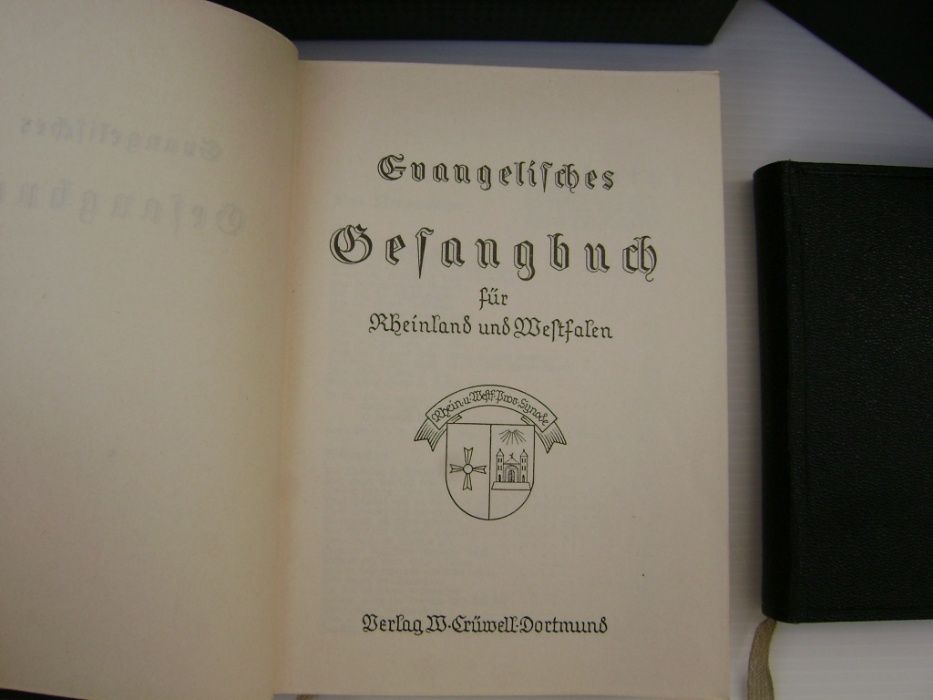 Evangelisches
Gesangbuch
für
Rheinland und Westfalen
Rhein.u.Westf.Prov.Synode
Verlag W.Crüwell.Dortmund